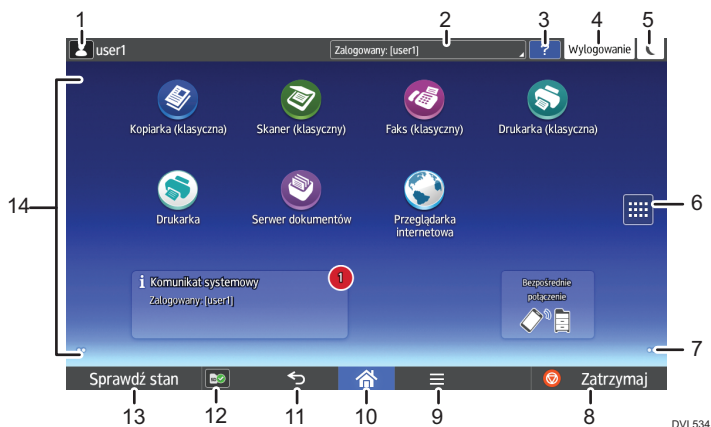 1 2 3 4 5
user1 Zalogowany: [user1] ? Wylogowanie
Kopiarka (klasyczna) Skaner (klasyczny) Faks (klasyczny) Drukarka (klasyczna)
14 6
Drukarka Serwer dokumentów Przeglądarka
internetowa
i Komunikat systemowy 1
Zalogowany: [user1]
Bezpośrednie
połączenie
7
Sprawdź stan Zatrzymaj
13 12 11 10 9 8
DVL534